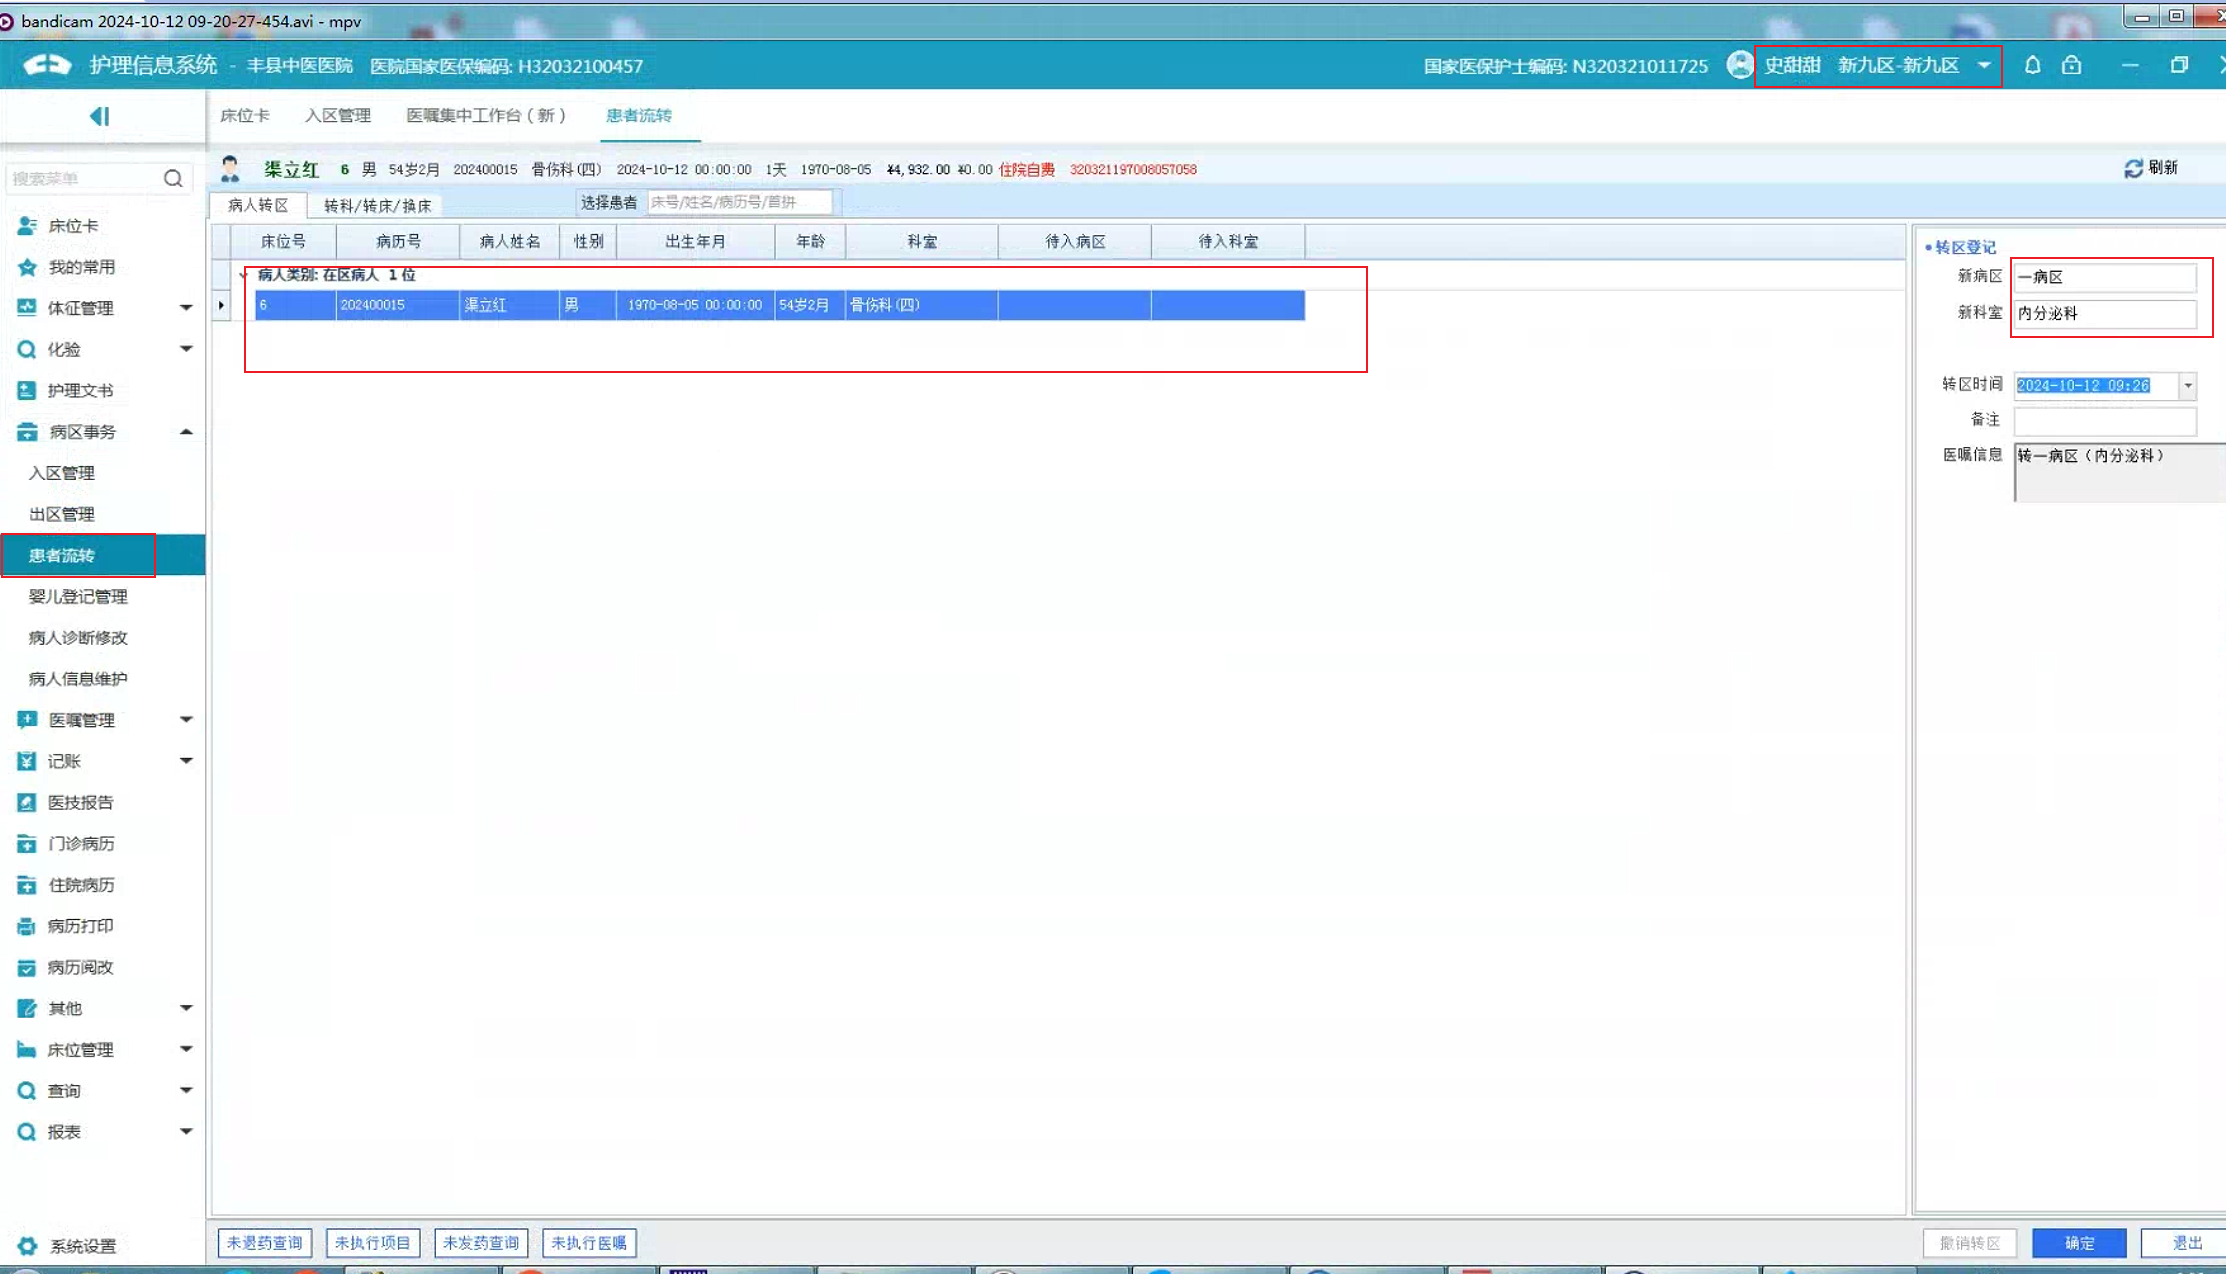 bandicam 2024-10-12 09-20-27-454.avi - mpv
护理信息系统 - 丰县中医医院 医院国家医保编码: H32032100457 国家医保护士编码: N320321011725 史甜甜 新九区-新九区
床位卡 入区管理 医嘱集中工作台（新） 患者流转
搜索菜单
渠立红 6 男 54岁2月 202400015 骨伤科(四) 2024-10-12 00:00:00 1天 1970-08-05 ¥4,932.00 ¥0.00 住院自费 320321197008057058 刷新
病人转区 转科/转床/换床 选择患者 床号/姓名/病历号/首拼
床位号 病历号 病人姓名 性别 出生年月 年龄 科室 待入病区 待入科室
病人类别: 在区病人 1 位
6 202400015 渠立红 男 1970-08-05 00:00:00 54岁2月 骨伤科(四)
转区登记
新病区 一病区
新科室 内分泌科
转区时间 2024-10-12 09:26
备注
医嘱信息 转一病区（内分泌科）
床位卡
我的常用
体征管理
化验
护理文书
病区事务
入区管理
出区管理
患者流转
婴儿登记管理
病人诊断修改
病人信息维护
医嘱管理
记账
医技报告
门诊病历
住院病历
病历打印
病历阅改
其他
床位管理
查询
报表
系统设置
未退药查询 未执行项目 未发药查询 未执行医嘱 撤消转区 确定 退出